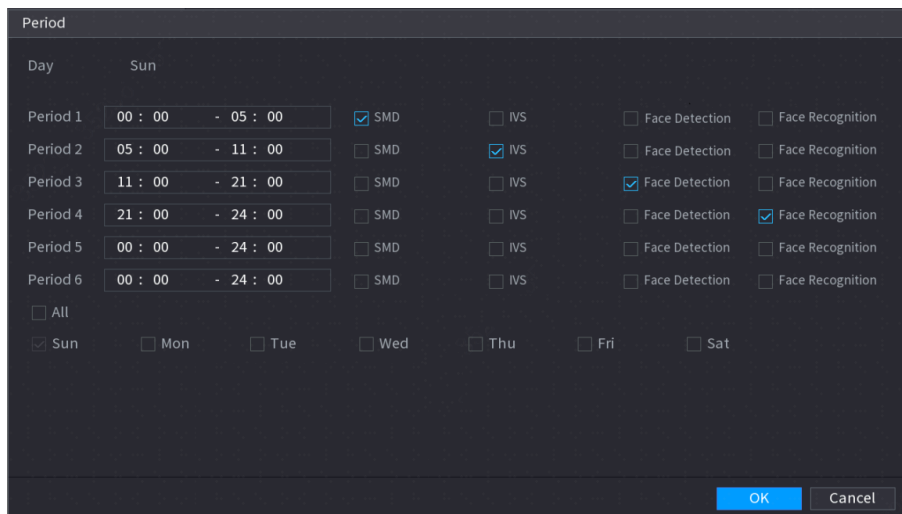 Period
Day Sun
Period 1 00 : 00 - 05 : 00 SMD IVS Face Detection Face Recognition
Period 2 05 : 00 - 11 : 00 SMD IVS Face Detection Face Recognition
Period 3 11 : 00 - 21 : 00 SMD IVS Face Detection Face Recognition
Period 4 21 : 00 - 24 : 00 SMD IVS Face Detection Face Recognition
Period 5 00 : 00 - 24 : 00 SMD IVS Face Detection Face Recognition
Period 6 00 : 00 - 24 : 00 SMD IVS Face Detection Face Recognition
All
Sun Mon Tue Wed Thu Fri Sat
OK Cancel